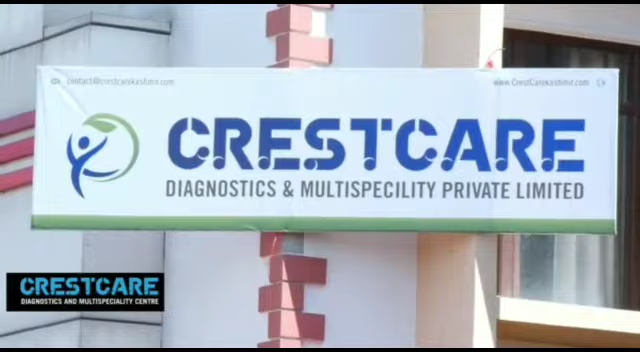 contact@crestcarekashmir.com
www.CrestCarekashmir.com
CRESTCARE
DIAGNOSTICS & MULTISPECILITY PRIVATE LIMITED
CRESTCARE
DIAGNOSTICS AND MULTISPECIALITY CENTRE